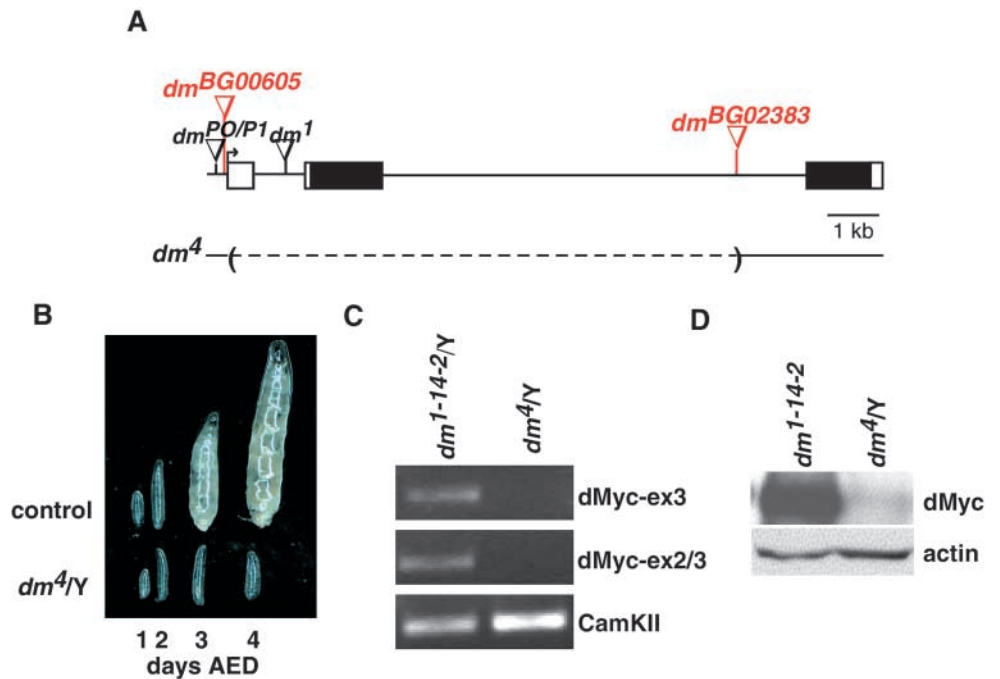 A
dmBG00605
dmPO/P1 dm1
dmBG02383
1 kb
dm4
B
control
dm4/Y
1 2 3 4
days AED
C
dm1-14-2/Y
dm4/Y
dMyc-ex3
dMyc-ex2/3
CamKII
D
dm1-14-2
dm4/Y
dMyc
actin